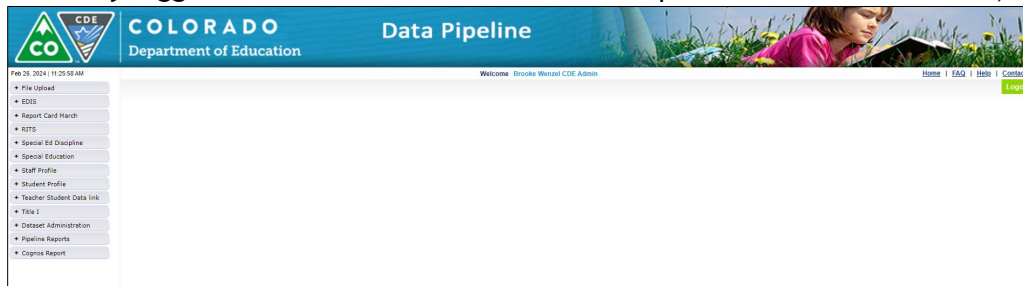 CDE
CO
COLORADO
Department of Education
Data Pipeline
Feb 26, 2024 | 11:25:58 AM
Welcome Brooke Wenzel CDE Admin
Home | FAQ | Help | Contac
Logo
+ File Upload
+ EDIS
+ Report Card March
+ RITS
+ Special Ed Discipline
+ Special Education
+ Staff Profile
+ Student Profile
+ Teacher Student Data link
+ Title I
+ Dataset Administration
+ Pipeline Reports
+ Cognos Report